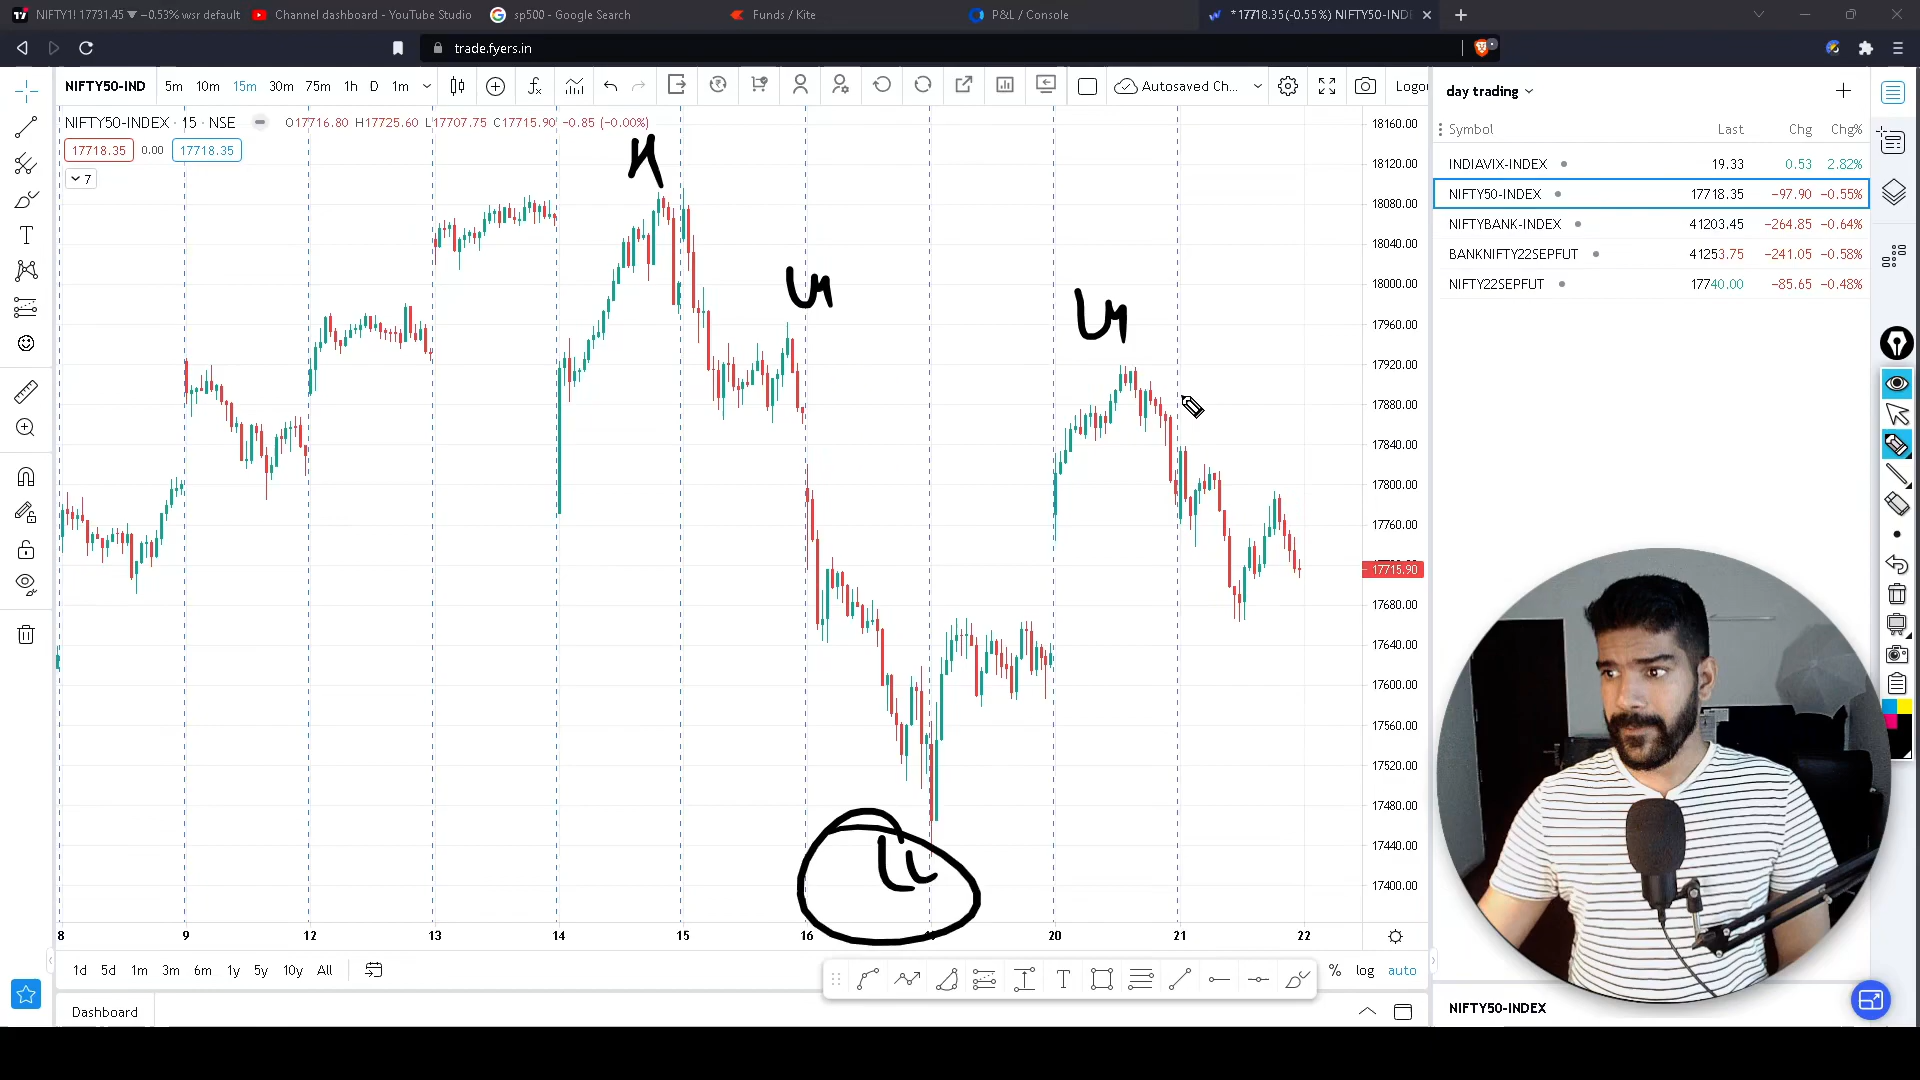 NIFTY1! 17731.45 ▼ −0.53% wsr default
Channel dashboard - YouTube Studio
sp500 - Google Search
Funds / Kite
P&L / Console
*17718.35(-0.55%) NIFTY50-INDE
trade.fyers.in
NIFTY50-IND 5m 10m 15m 30m 75m 1h D 1m
Autosaved Ch...
Logou
NIFTY50-INDEX · 15 · NSE O17716.80 H17725.60 L17707.75 C17715.90 −0.85 (−0.00%)
17718.35 0.00 17718.35
7
H
LH
LH
LL
18160.00
18120.00
18080.00
18040.00
18000.00
17960.00
17920.00
17880.00
17840.00
17800.00
17760.00
17715.90
17680.00
17640.00
17600.00
17560.00
17520.00
17480.00
17440.00
17400.00
8 9 12 13 14 15 16 20 21 22
1d 5d 1m 3m 6m 1y 5y 10y All
% log auto
Dashboard
day trading
Symbol Last Chg Chg%
INDIAVIX-INDEX 19.33 0.53 2.82%
NIFTY50-INDEX 17718.35 −97.90 −0.55%
NIFTYBANK-INDEX 41203.45 −264.85 −0.64%
BANKNIFTY22SEPFUT 41253.75 −241.05 −0.58%
NIFTY22SEPFUT 17740.00 −85.65 −0.48%
NIFTY50-INDEX